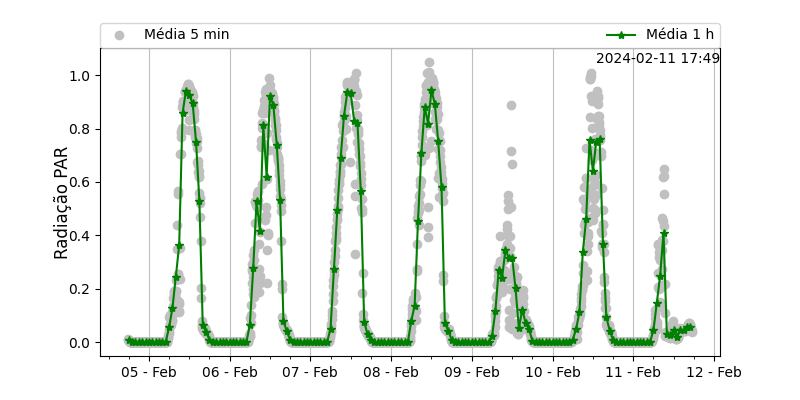 Média 5 min
Média 1 h
2024-02-11 17:49
Radiação PAR
1.0
0.8
0.6
0.4
0.2
0.0
05 - Feb
06 - Feb
07 - Feb
08 - Feb
09 - Feb
10 - Feb
11 - Feb
12 - Feb